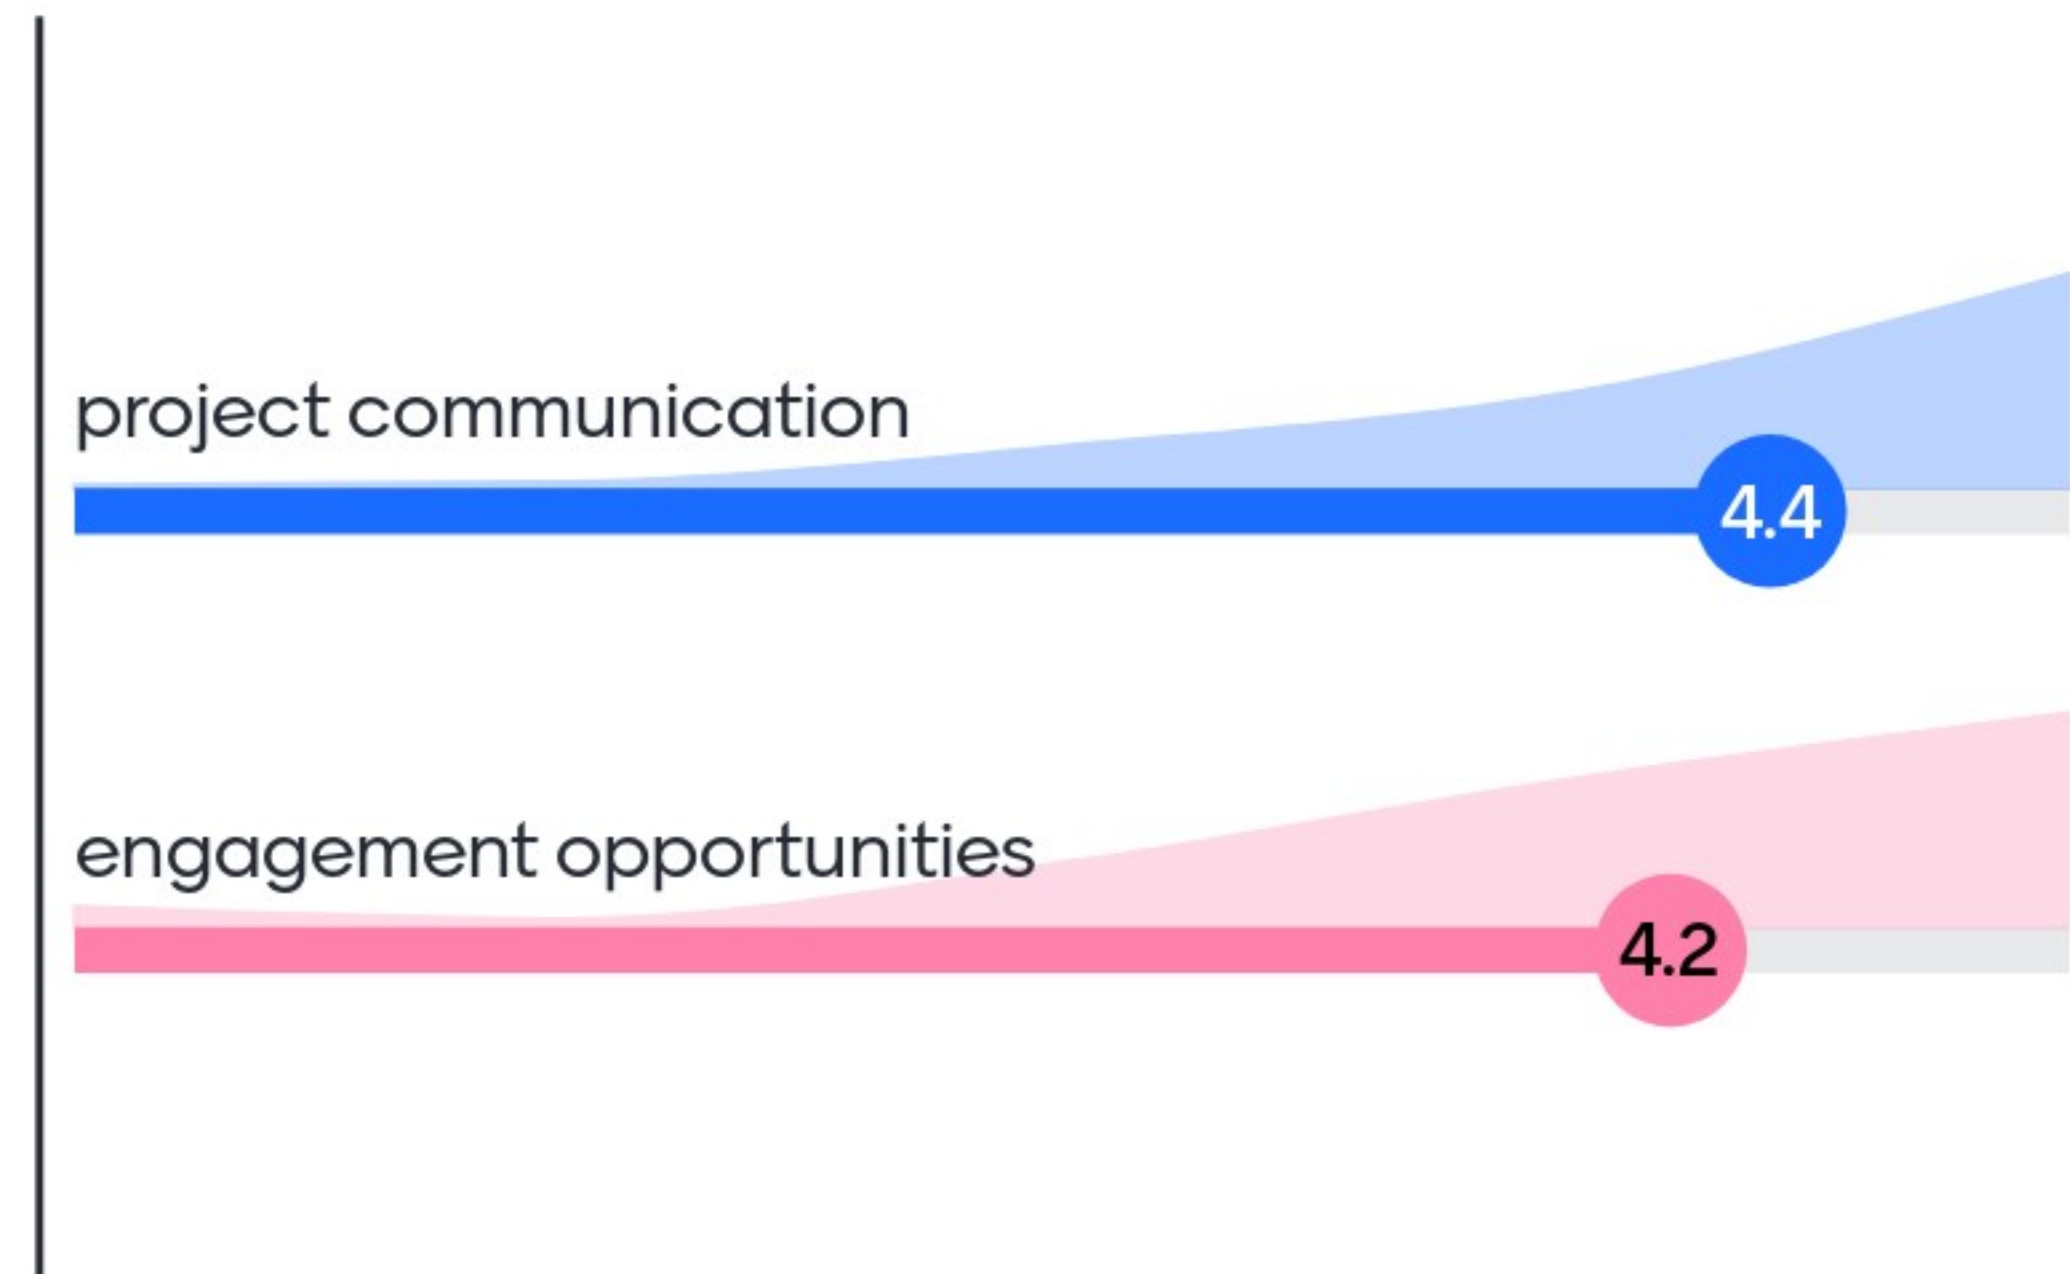 project communication
4.4
engagement opportunities
4.2